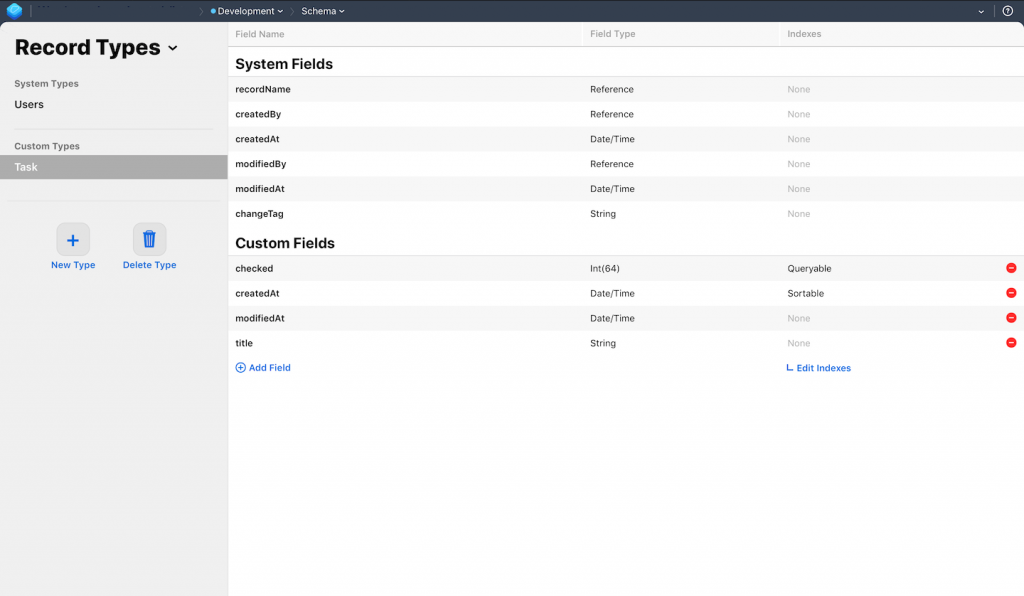 Development Schema
Record Types
System Types
Users
Custom Types
Task
New Type Delete Type
Field Name Field Type Indexes
System Fields
recordName Reference None
createdBy Reference None
createdAt Date/Time None
modifiedBy Reference None
modifiedAt Date/Time None
changeTag String None
Custom Fields
checked Int(64) Queryable
createdAt Date/Time Sortable
modifiedAt Date/Time None
title String None
Add Field Edit Indexes